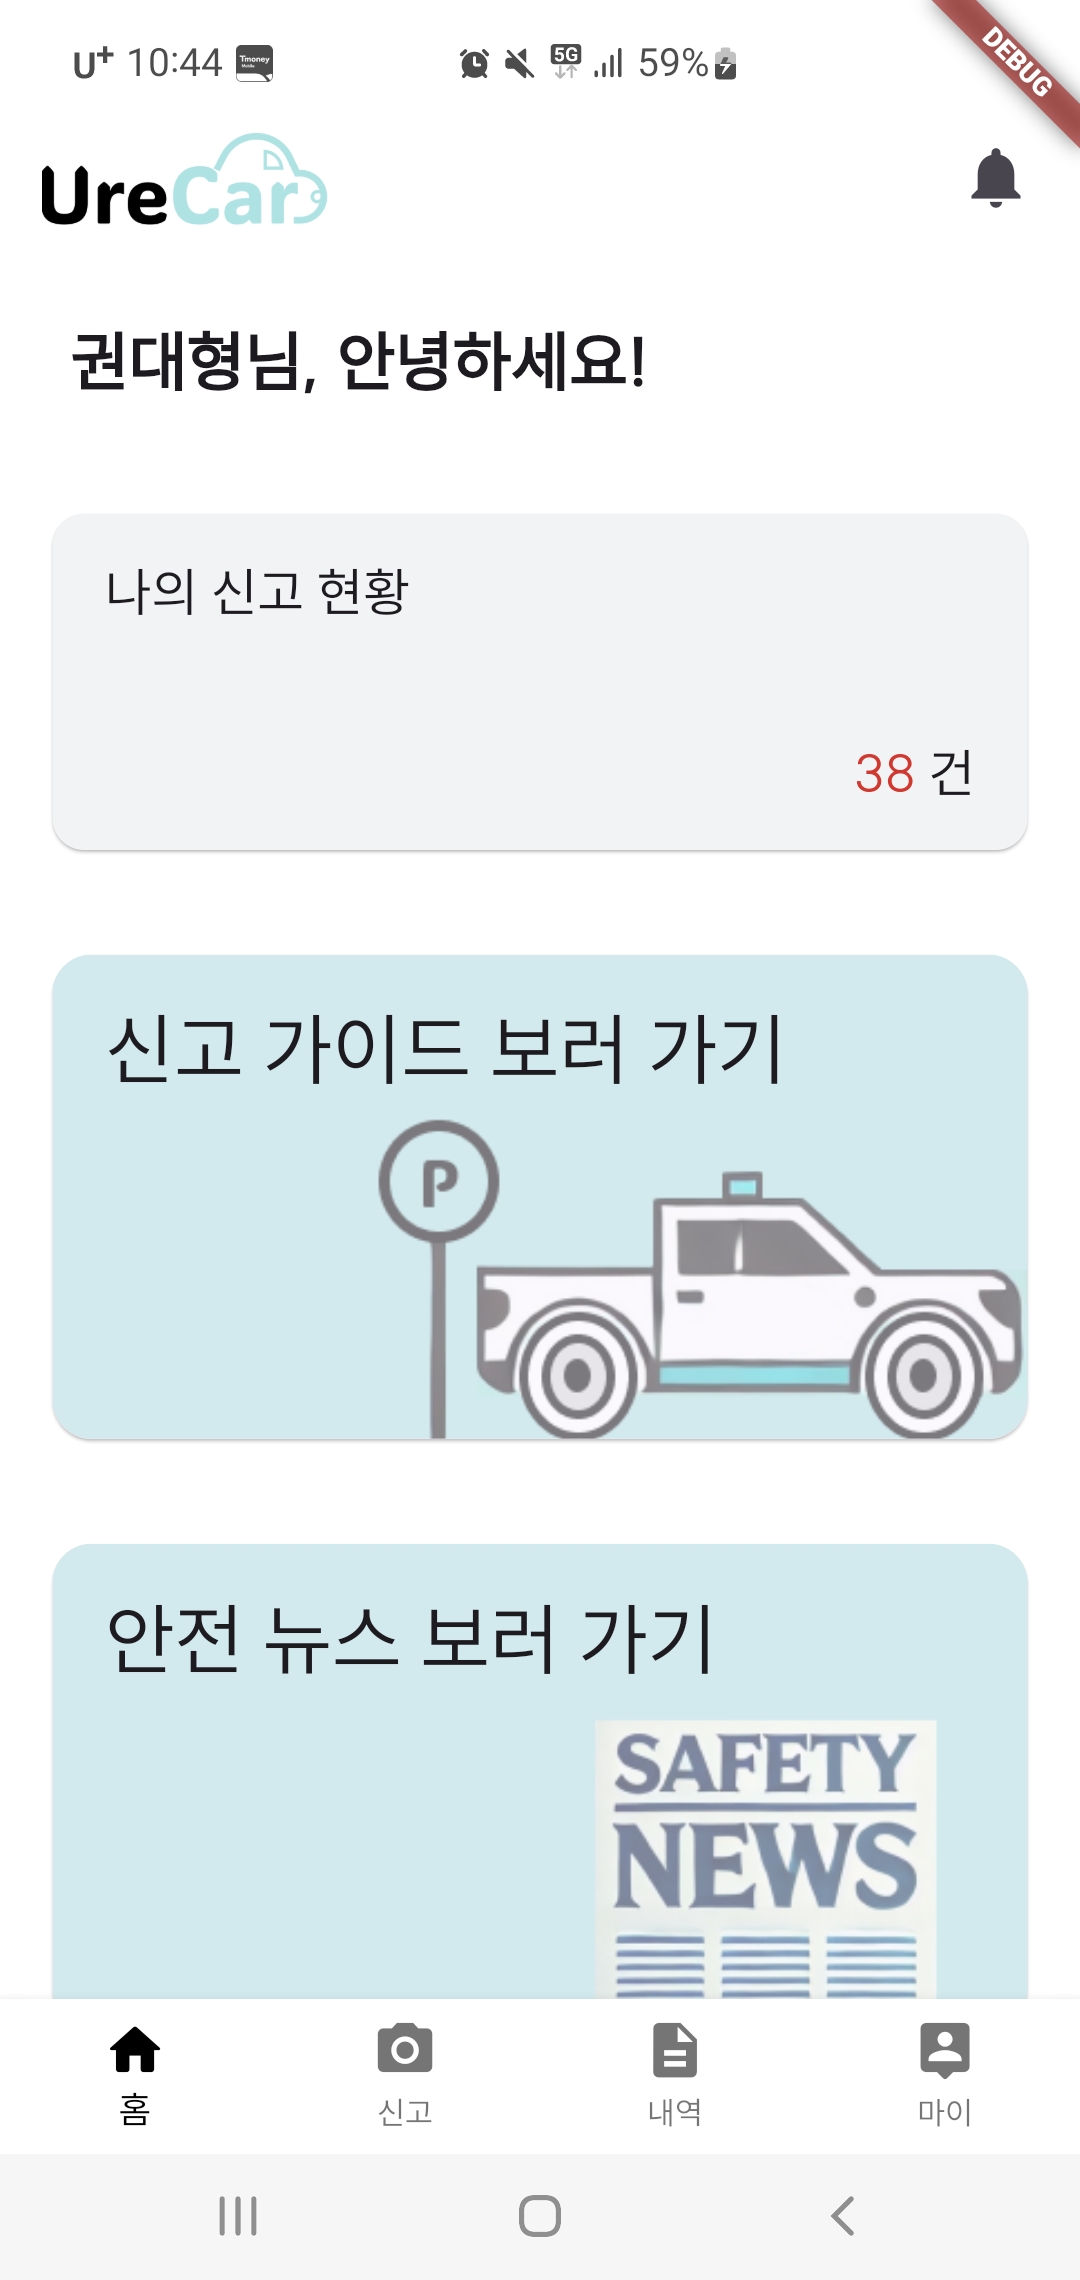 U+ 10:44 Tmoney 5G 59%
DEBUG
UreCar
권대형님, 안녕하세요!
나의 신고 현황
38 건
신고 가이드 보러 가기
P
안전 뉴스 보러 가기
SAFETY
NEWS
홈 신고 내역 마이